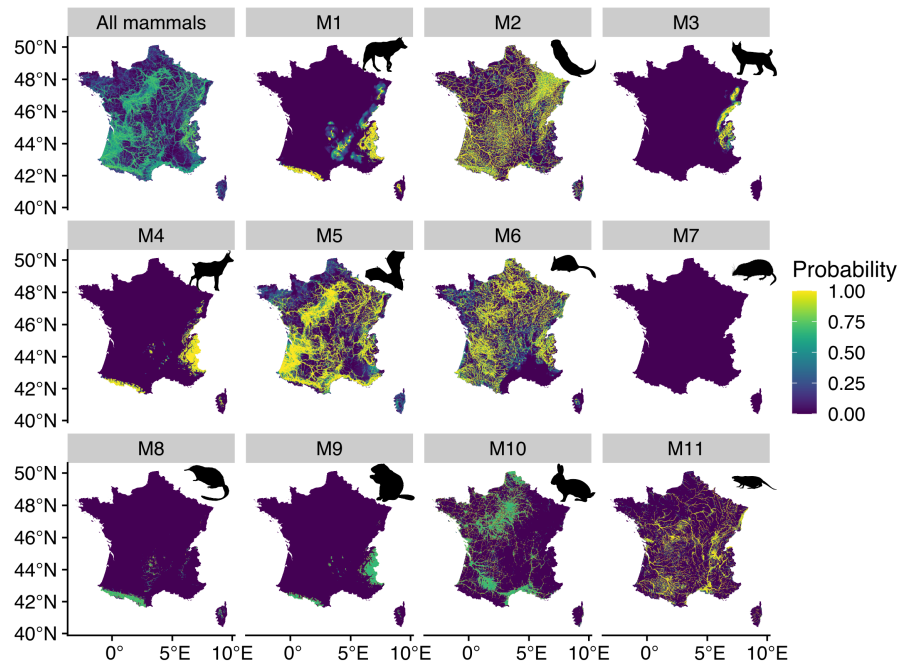 All mammals M1 M2 M3
50°N
48°N
46°N
44°N
42°N
40°N
M4 M5 M6 M7
50°N
48°N
46°N
44°N
42°N
40°N
Probability
1.00
0.75
0.50
0.25
0.00
M8 M9 M10 M11
50°N
48°N
46°N
44°N
42°N
40°N
0° 5°E 10°E 0° 5°E 10°E 0° 5°E 10°E 0° 5°E 10°E